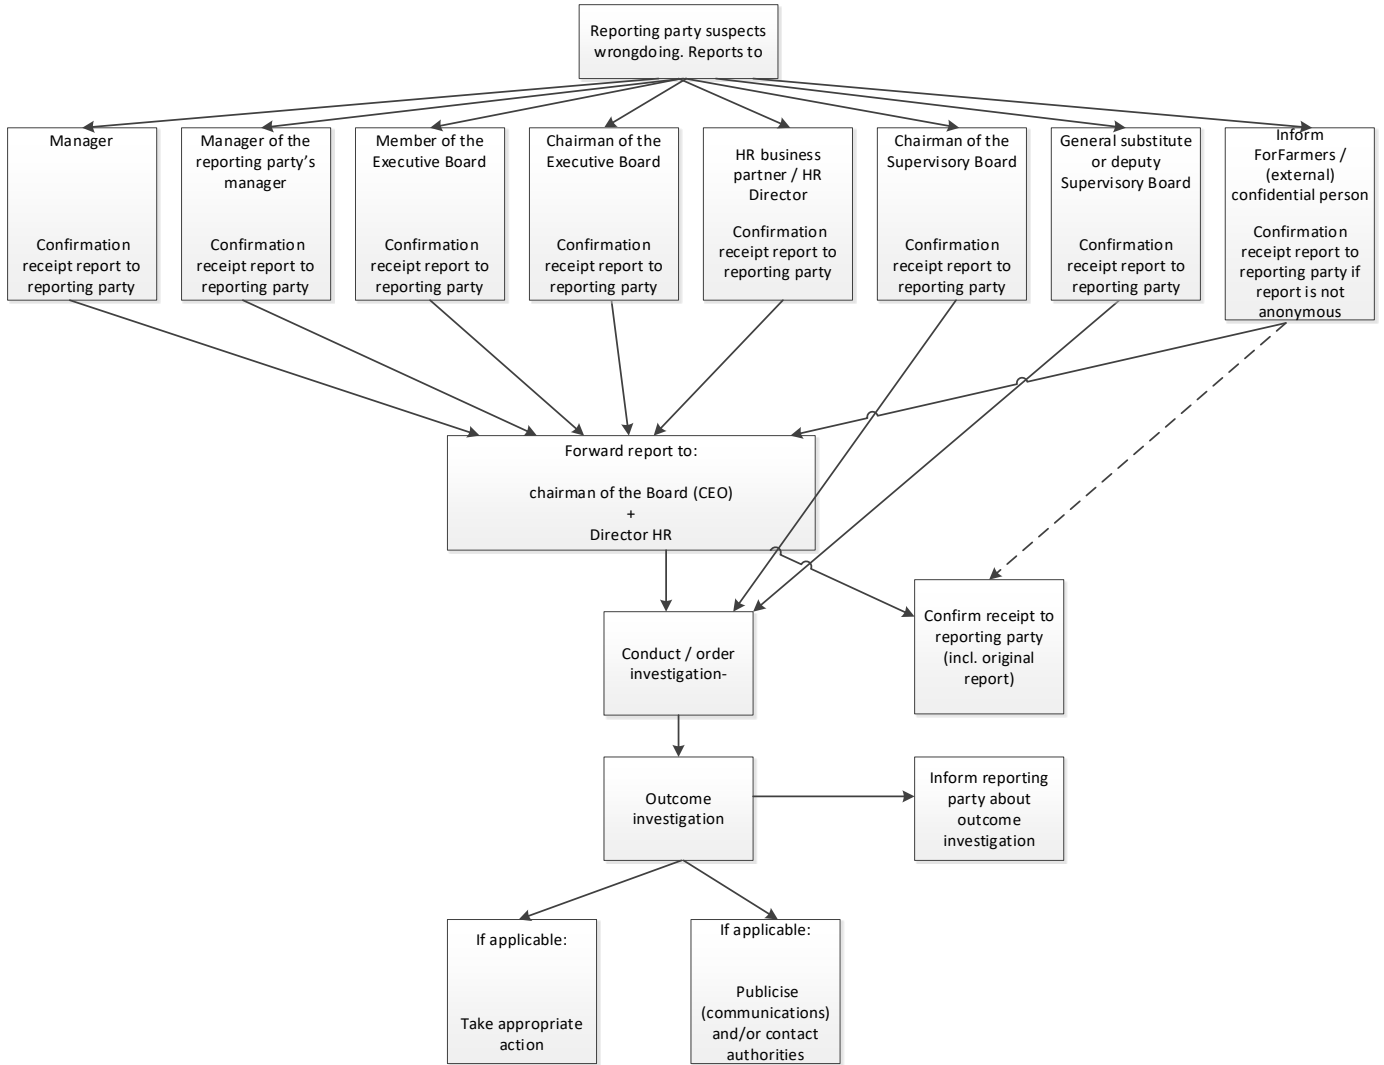 Reporting party suspects
wrongdoing. Reports to
Manager
Confirmation
receipt report to
reporting party
Manager of the
reporting party's
manager
Confirmation
receipt report to
reporting party
Member of the
Executive Board
Confirmation
receipt report to
reporting party
Chairman of the
Executive Board
Confirmation
receipt report to
reporting party
HR business
partner / HR
Director
Confirmation
receipt report to
reporting party
Chairman of the
Supervisory Board
Confirmation
receipt report to
reporting party
General substitute
or deputy
Supervisory Board
Confirmation
receipt report to
reporting party
Inform
ForFarmers /
(external)
confidential person
Confirmation
receipt report to
reporting party if
report is not
anonymous
Forward report to:
chairman of the Board (CEO)
+
Director HR
Conduct / order
investigation-
Confirm receipt to
reporting party
(incl. original
report)
Outcome
investigation
Inform reporting
party about
outcome
investigation
If applicable:
Take appropriate
action
If applicable:
Publicise
(communications)
and/or contact
authorities